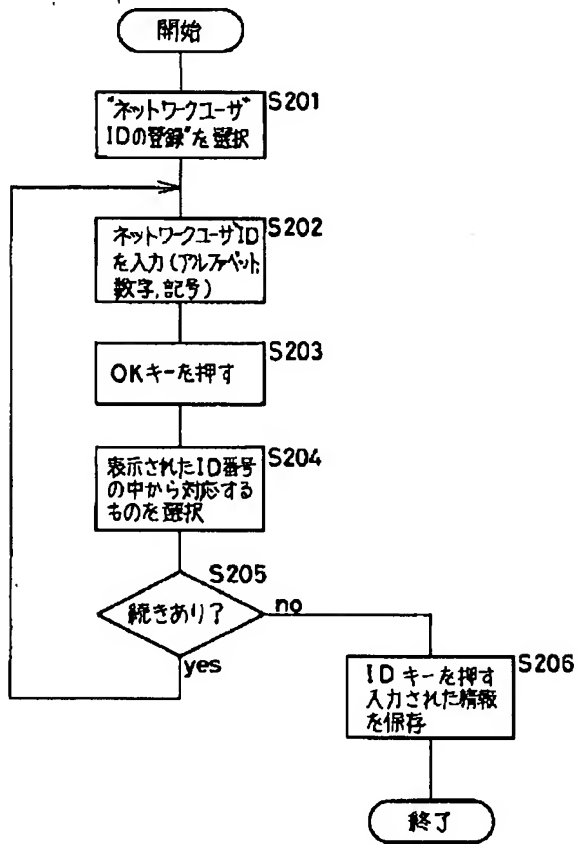 開始
S201
"ネットワークユーザ"
IDの登録"を選択
S202
ネットワークユーザID
を入力(アルファベット,
数字,記号)
S203
OKキーを押す
S204
表示されたID番号
の中から対応する
ものを選択
S205
続きあり?
no
yes
S206
IDキーを押す
入力された情報
を保存
終了